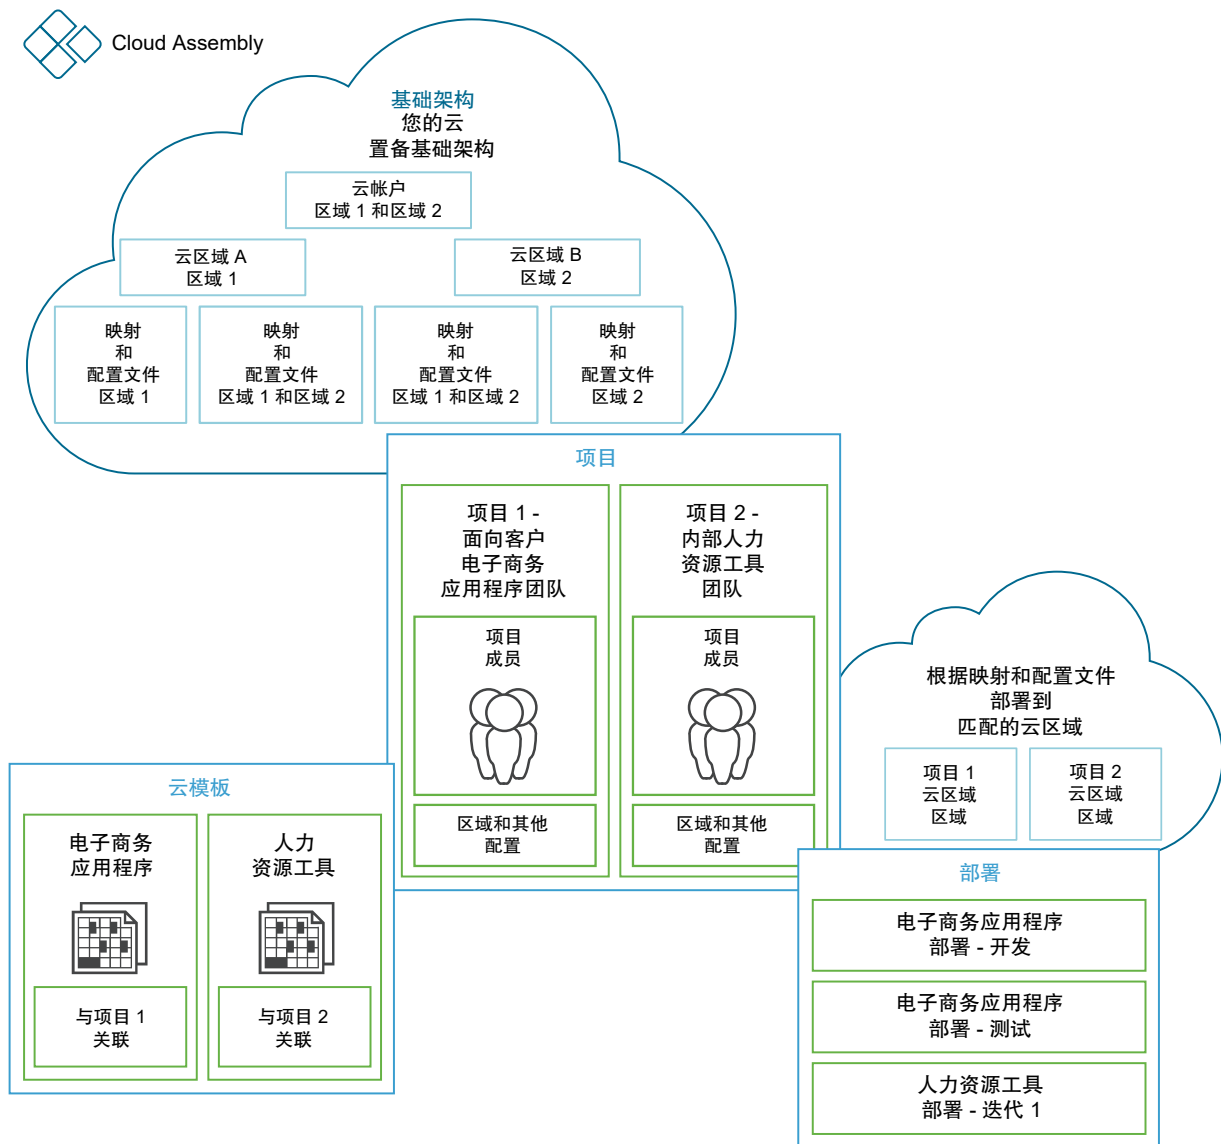 Cloud Assembly
基础架构
您的云
置备基础架构
云帐户
区域 1 和区域 2
云区域 A
区域 1
云区域 B
区域 2
映射
和
配置文件
区域 1
映射
和
配置文件
区域 1 和区域 2
映射
和
配置文件
区域 1 和区域 2
映射
和
配置文件
区域 2
项目
项目 1 -
面向客户
电子商务
应用程序团队
项目
成员
区域和其他
配置
项目 2 -
内部人力
资源工具
团队
项目
成员
区域和其他
配置
云模板
电子商务
应用程序
与项目 1
关联
人力
资源工具
与项目 2
关联
根据映射和配置文件
部署到
匹配的云区域
项目 1
云区域
区域
项目 2
云区域
区域
部署
电子商务应用程序
部署 - 开发
电子商务应用程序
部署 - 测试
人力资源工具
部署 - 迭代 1